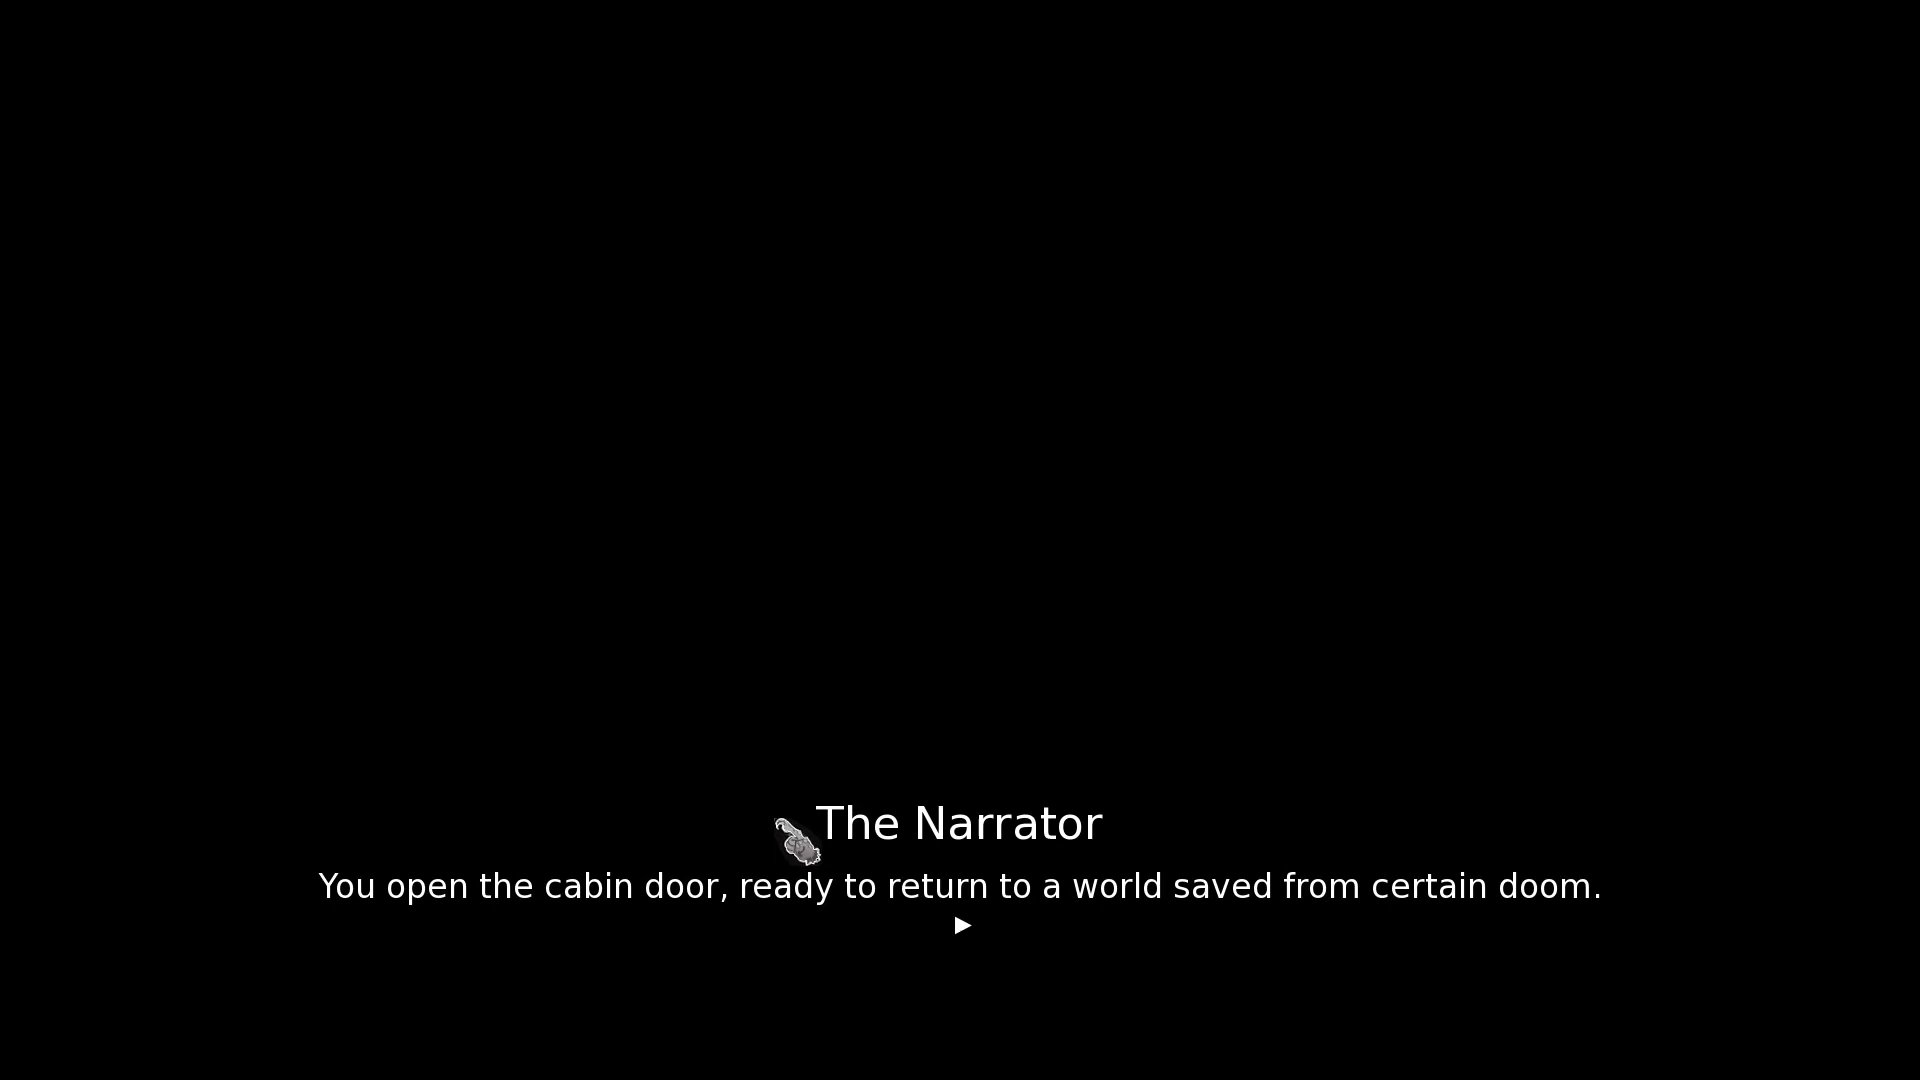 The Narrator
You open the cabin door, ready to return to a world saved from certain doom.